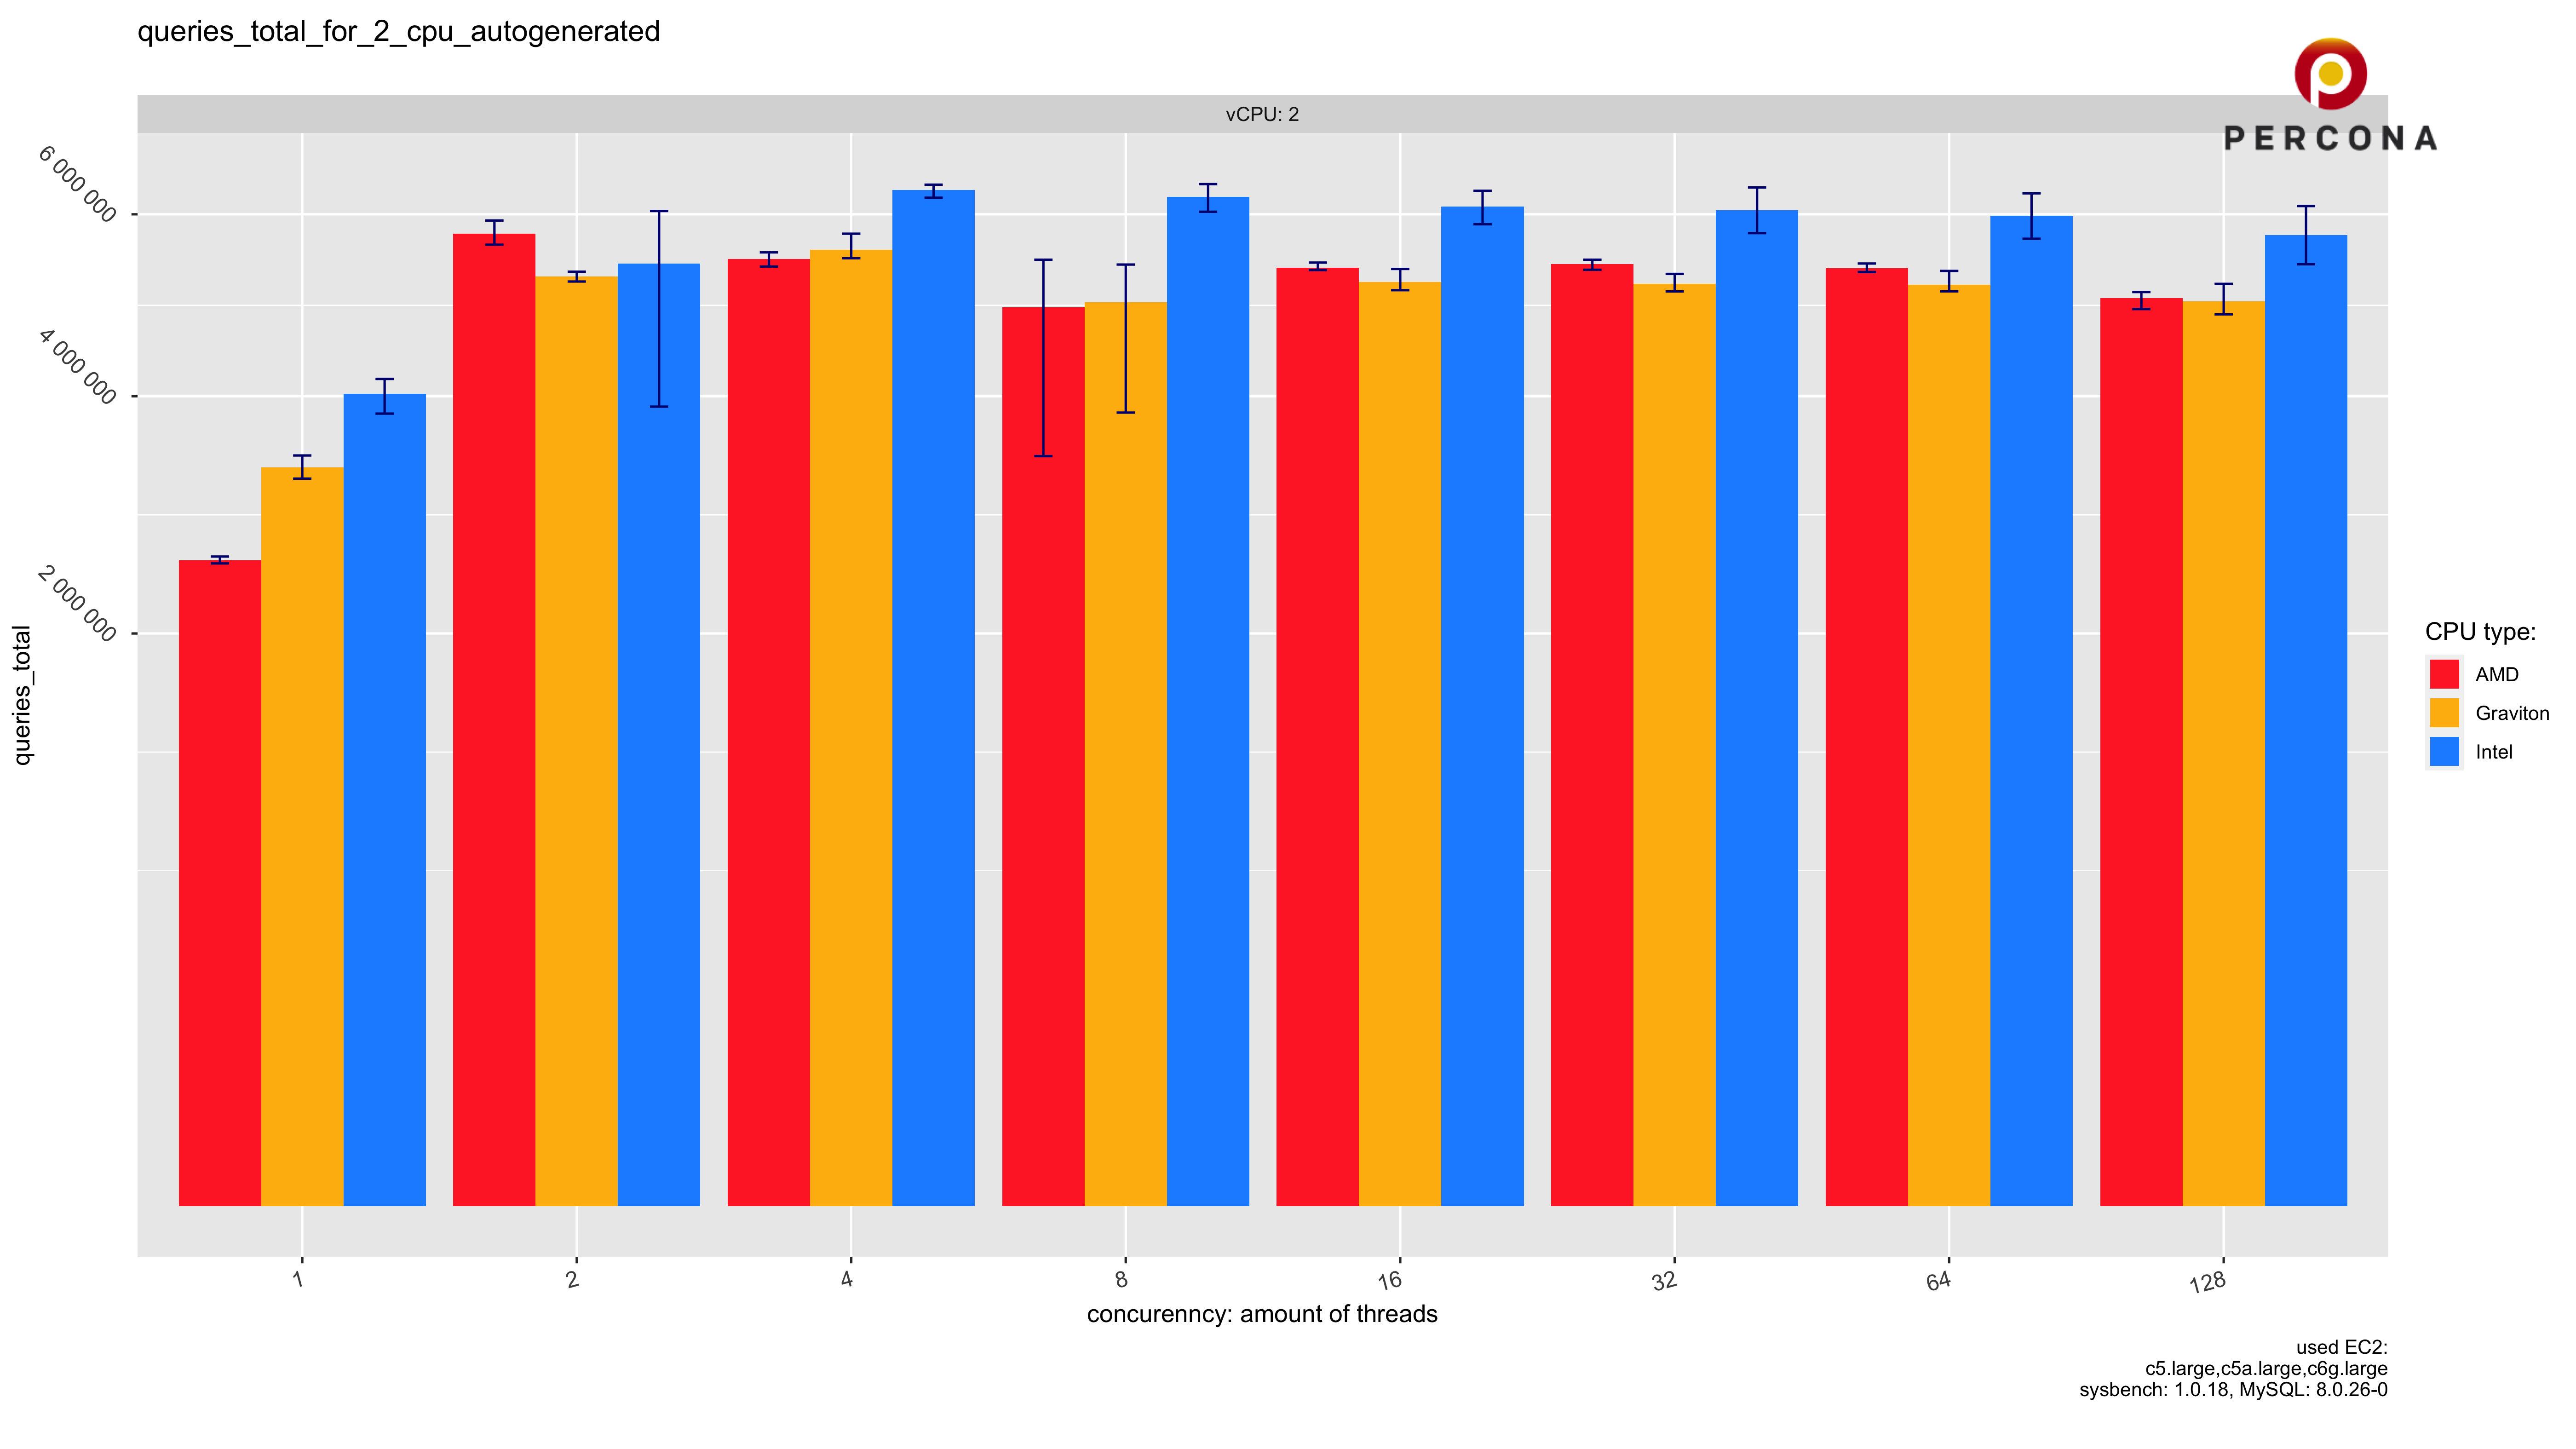 queries_total_for_2_cpu_autogenerated
PERCONA
vCPU: 2
6 000 000
4 000 000
2 000 000
queries_total
CPU type:
AMD
Graviton
Intel
1
2
4
8
16
32
64
128
concurenncy: amount of threads
used EC2:
c5.large,c5a.large,c6g.large
sysbench: 1.0.18, MySQL: 8.0.26-0